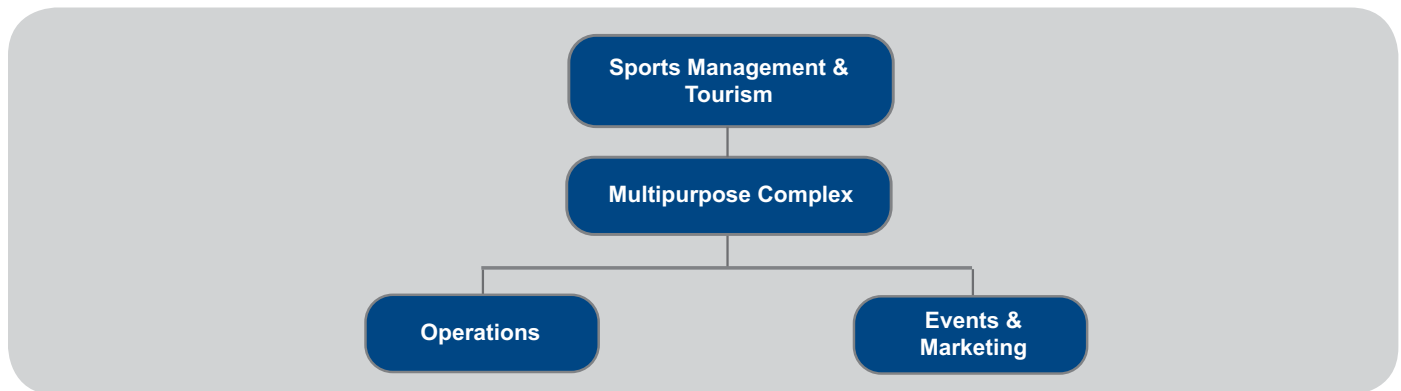 Sports Management &
Tourism
Multipurpose Complex
Operations
Events &
Marketing